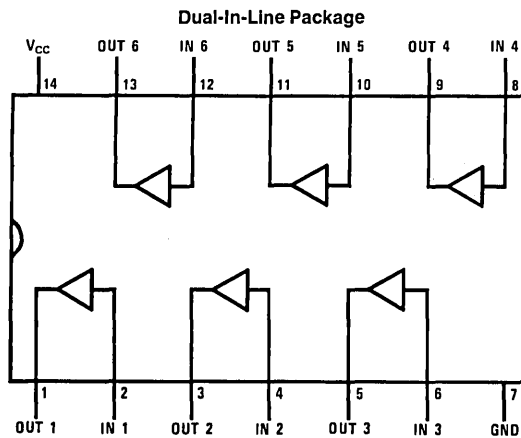 Dual-In-Line Package
VCC OUT 6 IN 6 OUT 5 IN 5 OUT 4 IN 4
14 13 12 11 10 9 8
1 2 3 4 5 6 7
OUT 1 IN 1 OUT 2 IN 2 OUT 3 IN 3 GND